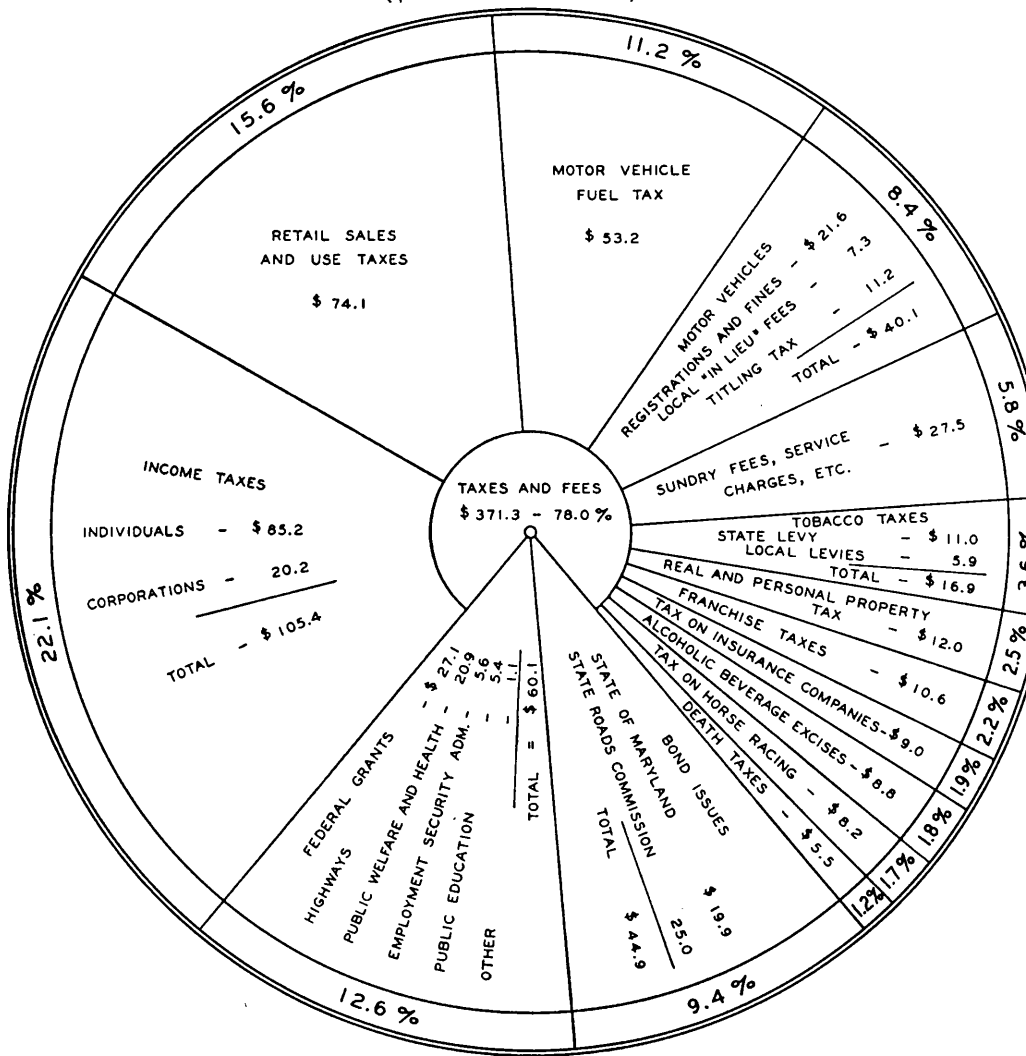 11.2 %
15.6 %
MOTOR VEHICLE
FUEL TAX
$ 53.2
RETAIL SALES
AND USE TAXES
$ 74.1
8.4 %
MOTOR VEHICLES
REGISTRATIONS AND FINES - $ 21.6
LOCAL "IN LIEU" FEES - 7.3
TITLING TAX - 11.2
TOTAL - $ 40.1
5.8 %
SUNDRY FEES, SERVICE - $ 27.5
CHARGES, ETC.
TAXES AND FEES
$ 371.3 - 78.0 %
TOBACCO TAXES
STATE LEVY - $ 11.0
LOCAL LEVIES - 5.9
TOTAL - $ 16.9
REAL AND PERSONAL PROPERTY
TAX - $ 12.0
2.5 %
FRANCHISE TAXES - $ 10.6
2.2 %
TAX ON INSURANCE COMPANIES - $ 9.0
1.9 %
ALCOHOLIC BEVERAGE EXCISES - $ 8.8
1.8 %
TAX ON HORSE RACING - $ 8.2
1.7 %
DEATH TAXES - $ 5.5
1.2 %
BOND ISSUES
STATE OF MARYLAND $ 19.9
STATE ROADS COMMISSION 25.0
TOTAL $ 44.9
9.4 %
FEDERAL GRANTS
HIGHWAYS - $ 27.1
PUBLIC WELFARE AND HEALTH - 20.9
EMPLOYMENT SECURITY ADM. - 5.6
PUBLIC EDUCATION - 5.4
OTHER - 1.1
TOTAL = $ 60.1
12.6 %
INCOME TAXES
INDIVIDUALS - $ 85.2
CORPORATIONS - 20.2
TOTAL - $ 105.4
22.1 %